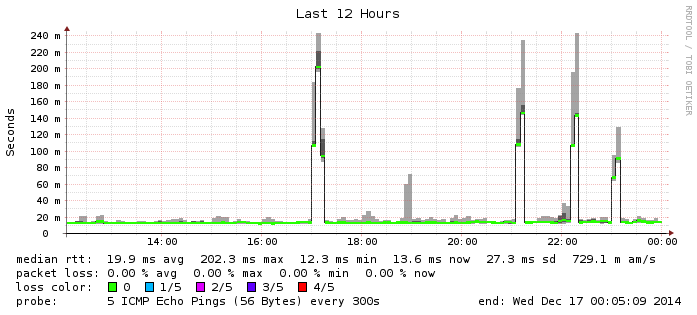 Last 12 Hours
RRDTOOL / TOBI OETIKER
Seconds
240 m
220 m
200 m
180 m
160 m
140 m
120 m
100 m
80 m
60 m
40 m
20 m
0
14:00 16:00 18:00 20:00 22:00 00:00
median rtt: 19.9 ms avg 202.3 ms max 12.3 ms min 13.6 ms now 27.3 ms sd 729.1 m am/s
packet loss: 0.00 % avg 0.00 % max 0.00 % min 0.00 % now
loss color: 0 1/5 2/5 3/5 4/5
probe: 5 ICMP Echo Pings (56 Bytes) every 300s end: Wed Dec 17 00:05:09 2014